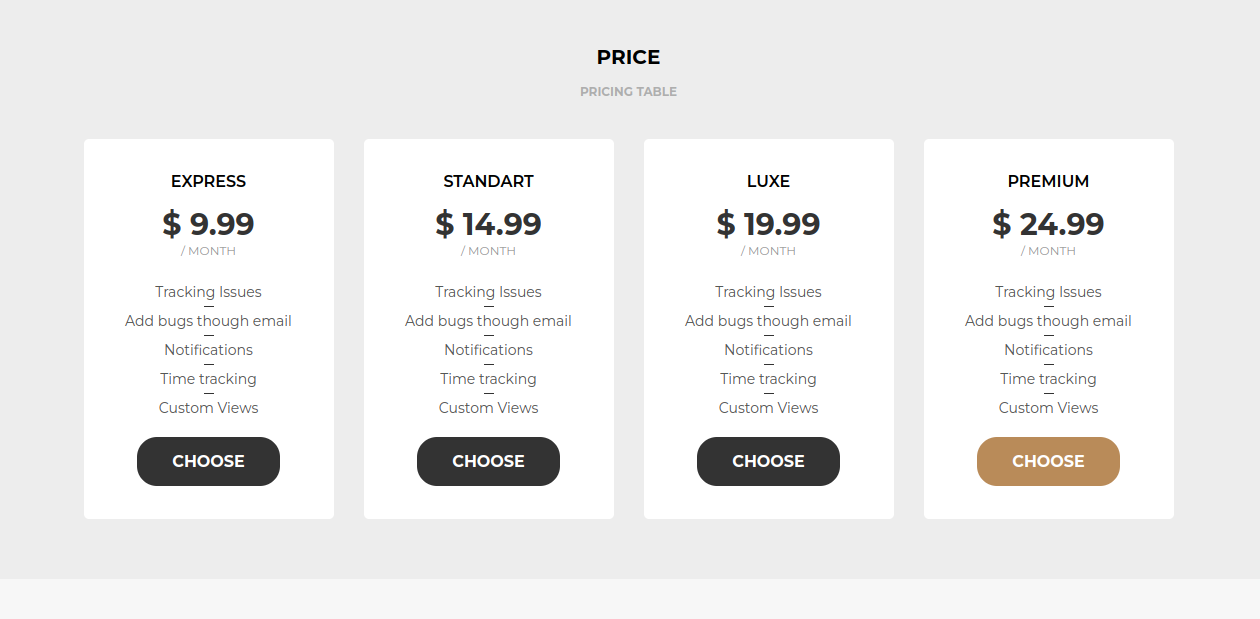 PRICE
PRICING TABLE
EXPRESS
$ 9.99
/ MONTH
Tracking Issues
Add bugs though email
Notifications
Time tracking
Custom Views
CHOOSE
STANDART
$ 14.99
/ MONTH
Tracking Issues
Add bugs though email
Notifications
Time tracking
Custom Views
CHOOSE
LUXE
$ 19.99
/ MONTH
Tracking Issues
Add bugs though email
Notifications
Time tracking
Custom Views
CHOOSE
PREMIUM
$ 24.99
/ MONTH
Tracking Issues
Add bugs though email
Notifications
Time tracking
Custom Views
CHOOSE